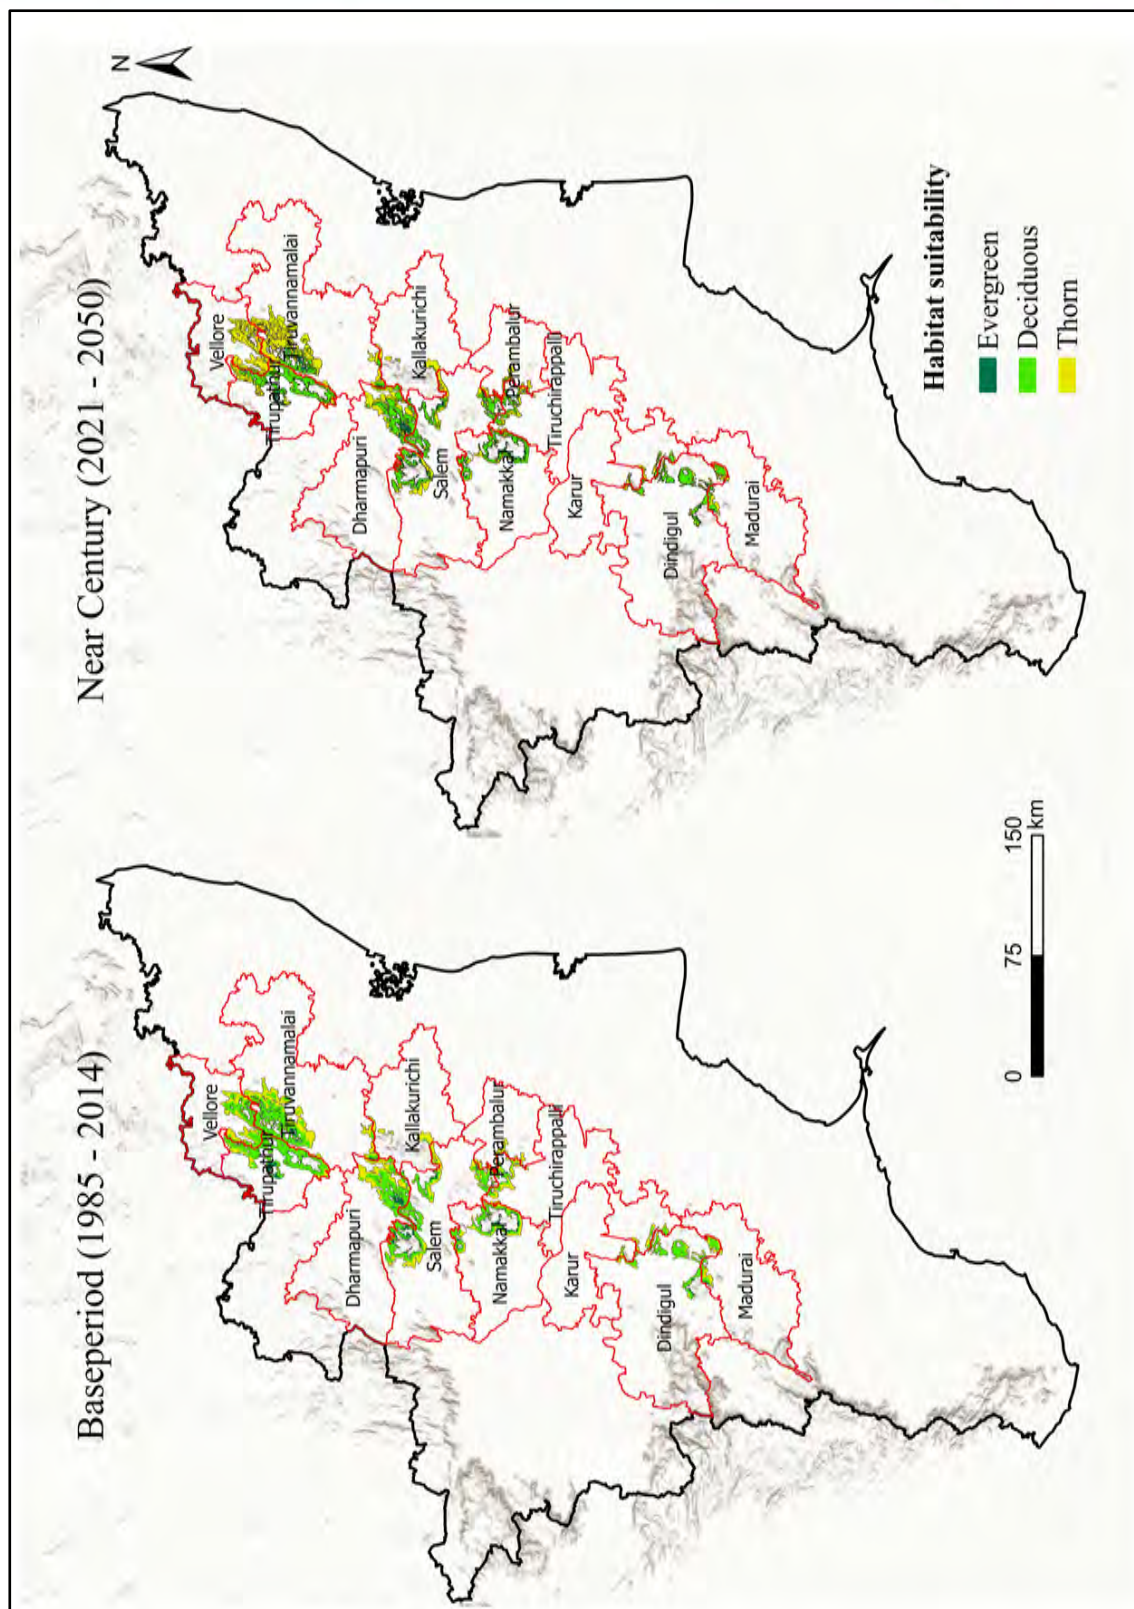 Baseperiod (1985 - 2014)
Vellore
Tirupathur
Tiruvannamalai
Dharmapuri
Kallakurichi
Salem
Perambalur
Namakkal
Tiruchirappalli
Karur
Dindigul
Madurai
0 75 150
km
Near Century (2021 - 2050)
N
Vellore
Tirupathur
Tiruvannamalai
Dharmapuri
Kallakurichi
Salem
Perambalur
Namakkal
Tiruchirappalli
Karur
Dindigul
Madurai
Habitat suitability
Evergreen
Deciduous
Thorn